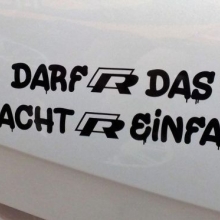 DARF R DAS
ACHT R EINFA